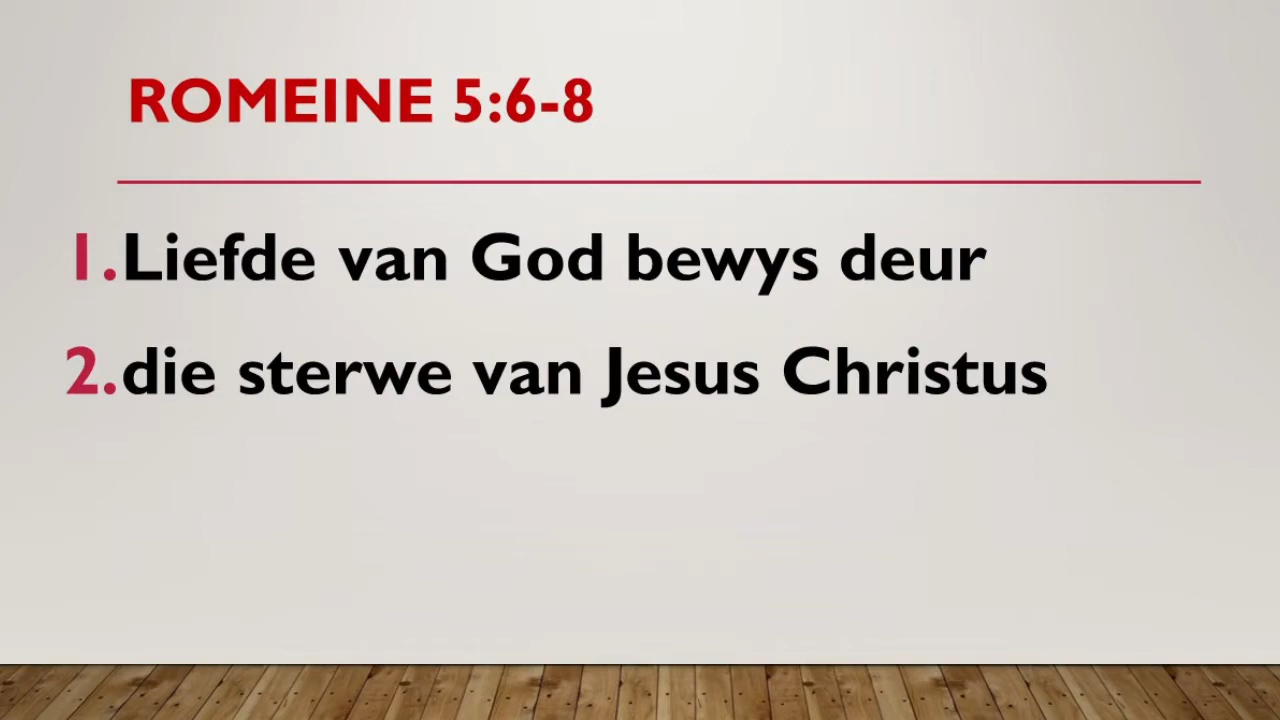 ROMEINE 5:6-8
1.Liefde van God bewys deur
2.die sterwe van Jesus Christus